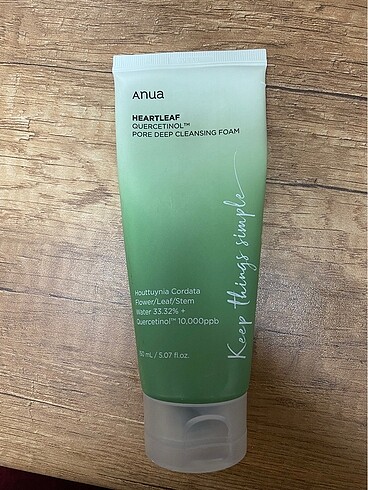 Anua
HEARTLEAF
QUERCETINOL™
PORE DEEP CLEANSING FOAM
Keep things simple
Houttuynia Cordata
Flower/Leaf/Stem
Water 33.32% +
Quercetinol™ 10,000ppb
mL / 5.07 fl.oz.